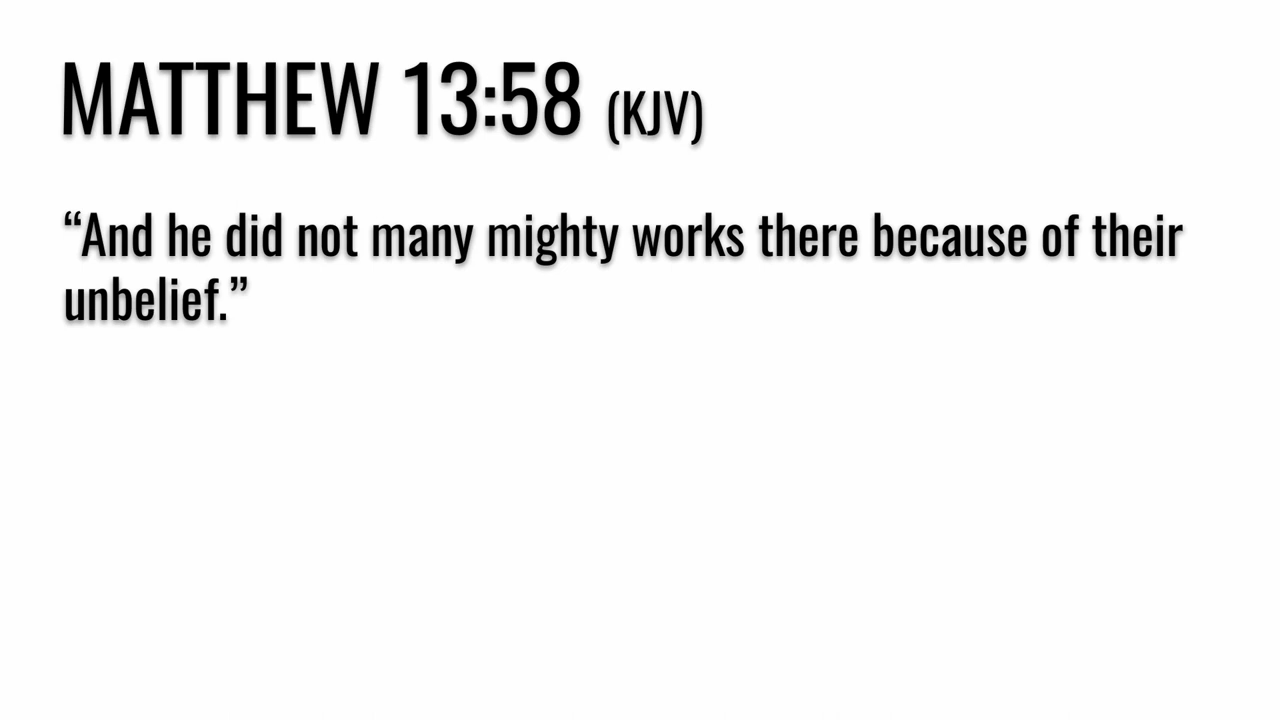 MATTHEW 13:58 (KJV)
“And he did not many mighty works there because of their
unbelief.”